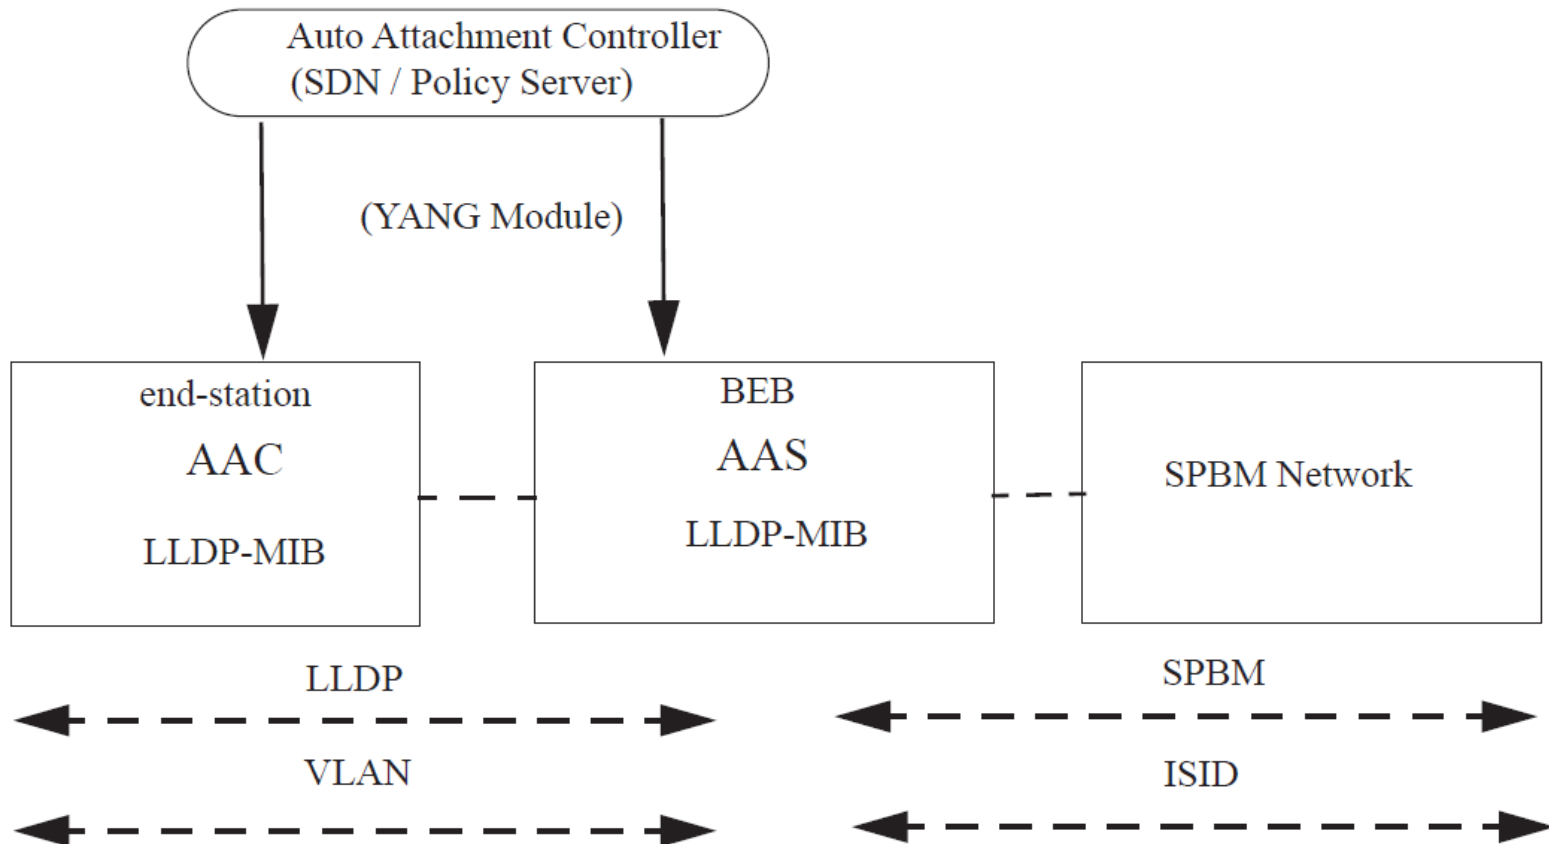 Auto Attachment Controller
(SDN / Policy Server)
(YANG Module)
end-station
AAC
LLDP-MIB
BEB
AAS
LLDP-MIB
SPBM Network
LLDP
SPBM
VLAN
ISID